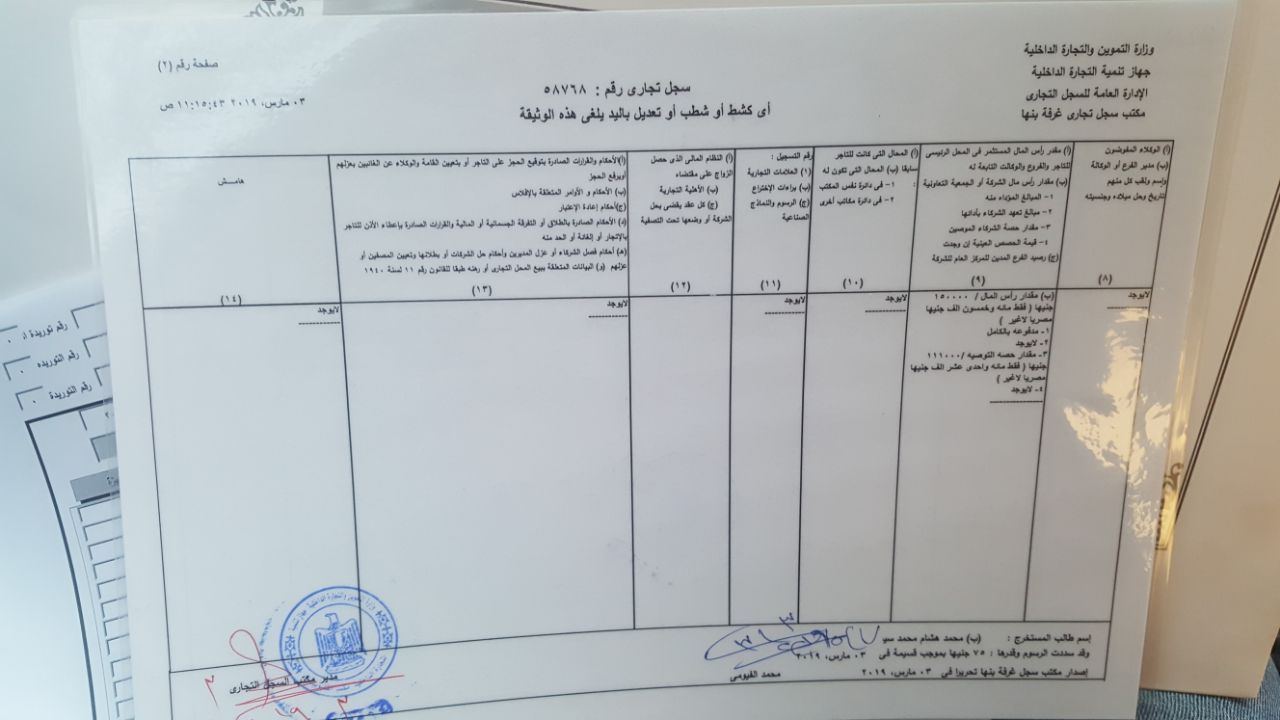 وزارة التموين والتجارة الداخلية
جهاز تنمية التجارة الداخلية
الإدارة العامة للسجل التجارى
مكتب سجل تجارى غرفة بنها
سجل تجارى رقم : ٥٨٧٦٨
أى كشط أو شطب أو تعديل باليد يلغى هذه الوثيقة
صفحة رقم (٢)
٠٣ مارس، ٢٠١٩ ١١:١٥:٤٣ ص
(أ) الوكلاء المفوضون
(ب) مدير الفرع أو الوكالة
وإسم ولقب كل منهم
تاريخ وحل ميلاده وجنسيته
(٨)
(أ) مقدار رأس المال المستثمر فى المحل الرئيسى
للتاجر والفروع والوكالات التابعة له
(ب) مقدار رأس مال الشركة أو الجمعية التعاونية :
١- المبالغ المؤداه منه
٢- مبالغ تعهد الشركاء بأدائها
٣- مقدار حصة الشركاء الموصين
٤- قيمة الحصص العينية إن وجدت
(ج) رصيد الفرع المدين للمركز العام للشركة
(٩)
(أ) المحال التى كانت للتاجر
سابقا (ب) المحال التى تكون له
١- فى دائرة نفس المكتب
٢- فى دائرة مكاتب أخرى
(١٠)
رقم التسجيل :
(١) العلامات التجارية
(ب) براءات الإختراع
(ج) الرسوم والنماذج
الصناعية
(١١)
(أ) النظام المالى الذى حصل
الزواج على مقتضاه
(ب) الأهلية التجارية
(ج) كل عقد يقضى بحل
الشركة أو وضعها تحت التصفية
(١٢)
(أ)الأحكام والقرارات الصادرة بتوقيع الحجز على التاجر أو بتعيين القامة والوكلاء عن الغائبين بعزلهم
أوبرفع الحجز
(ب) الأحكام و الأوامر المتعلقة بالإفلاس
(ج)أحكام إعادة الإعتبار
(د) الأحكام الصادرة بالطلاق أو التفرقة الجسمانية أو المالية والقرارات الصادرة بإعطاء الأذن للتاجر
بالإتجار أو إلغائة أو الحد منه
(ه) أحكام فصل الشركاء أو عزل المديرين وأحكام حل الشركات أو بطلانها وتعيين المصفين أو
عزلهم (و) البيانات المتعلقة ببيع المحل التجارى أو رهنه طبقا للقانون رقم ١١ لسنة ١٩٤٠
(١٣)
هامــش
(١٤)
لايوجد
(ب) مقدار رأس المال / ١٥٠٠٠٠
جنيها ( فقط مائه وخمسون الف جنيها
مصريا لاغير )
١- مدفوعه بالكامل
٢- لايوجد
٣- مقدار حصه التوصيه /١١١٠٠٠
جنيها ( فقط مائه واحدى عشر الف جنيها
مصريا لاغير )
٤- لايوجد
لايوجد
لايوجد
لايوجد
لايوجد
إسم طالب المستخرج : (ب) محمد هشام محمد سيد
وقد سددت الرسوم وقدرها : ٧٥ جنيها بموجب قسيمة فى ٠٣ مارس، ٢٠١٩
إصدار مكتب سجل غرفة بنها تحريرا فى ٠٣ مارس، ٢٠١٩
محمد الفيومى
مدير مكتب السجل التجارى
رقم التوريده
رقم التوريدة